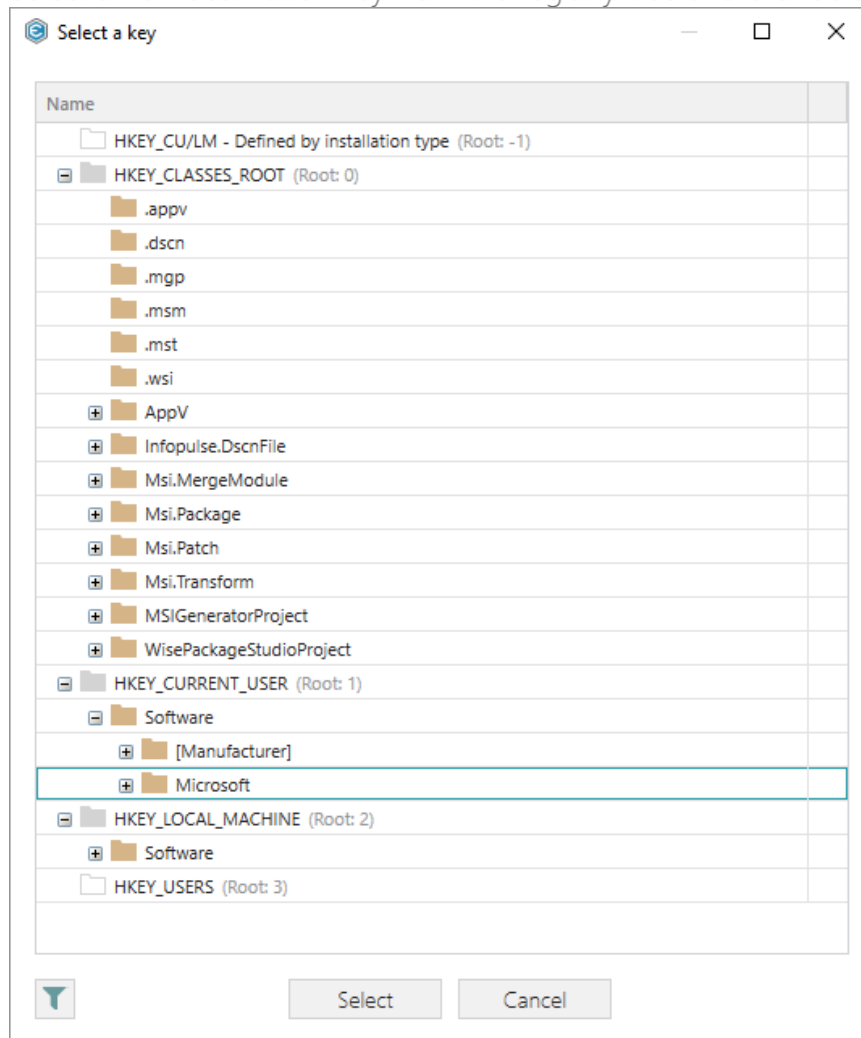 Select a key
Name
HKEY_CU/LM - Defined by installation type (Root: -1)
HKEY_CLASSES_ROOT (Root: 0)
.appv
.dscn
.mgp
.msm
.mst
.wsi
AppV
Infopulse.DscnFile
Msi.MergeModule
Msi.Package
Msi.Patch
Msi.Transform
MSIGeneratorProject
WisePackageStudioProject
HKEY_CURRENT_USER (Root: 1)
Software
[Manufacturer]
Microsoft
HKEY_LOCAL_MACHINE (Root: 2)
Software
HKEY_USERS (Root: 3)
Select Cancel